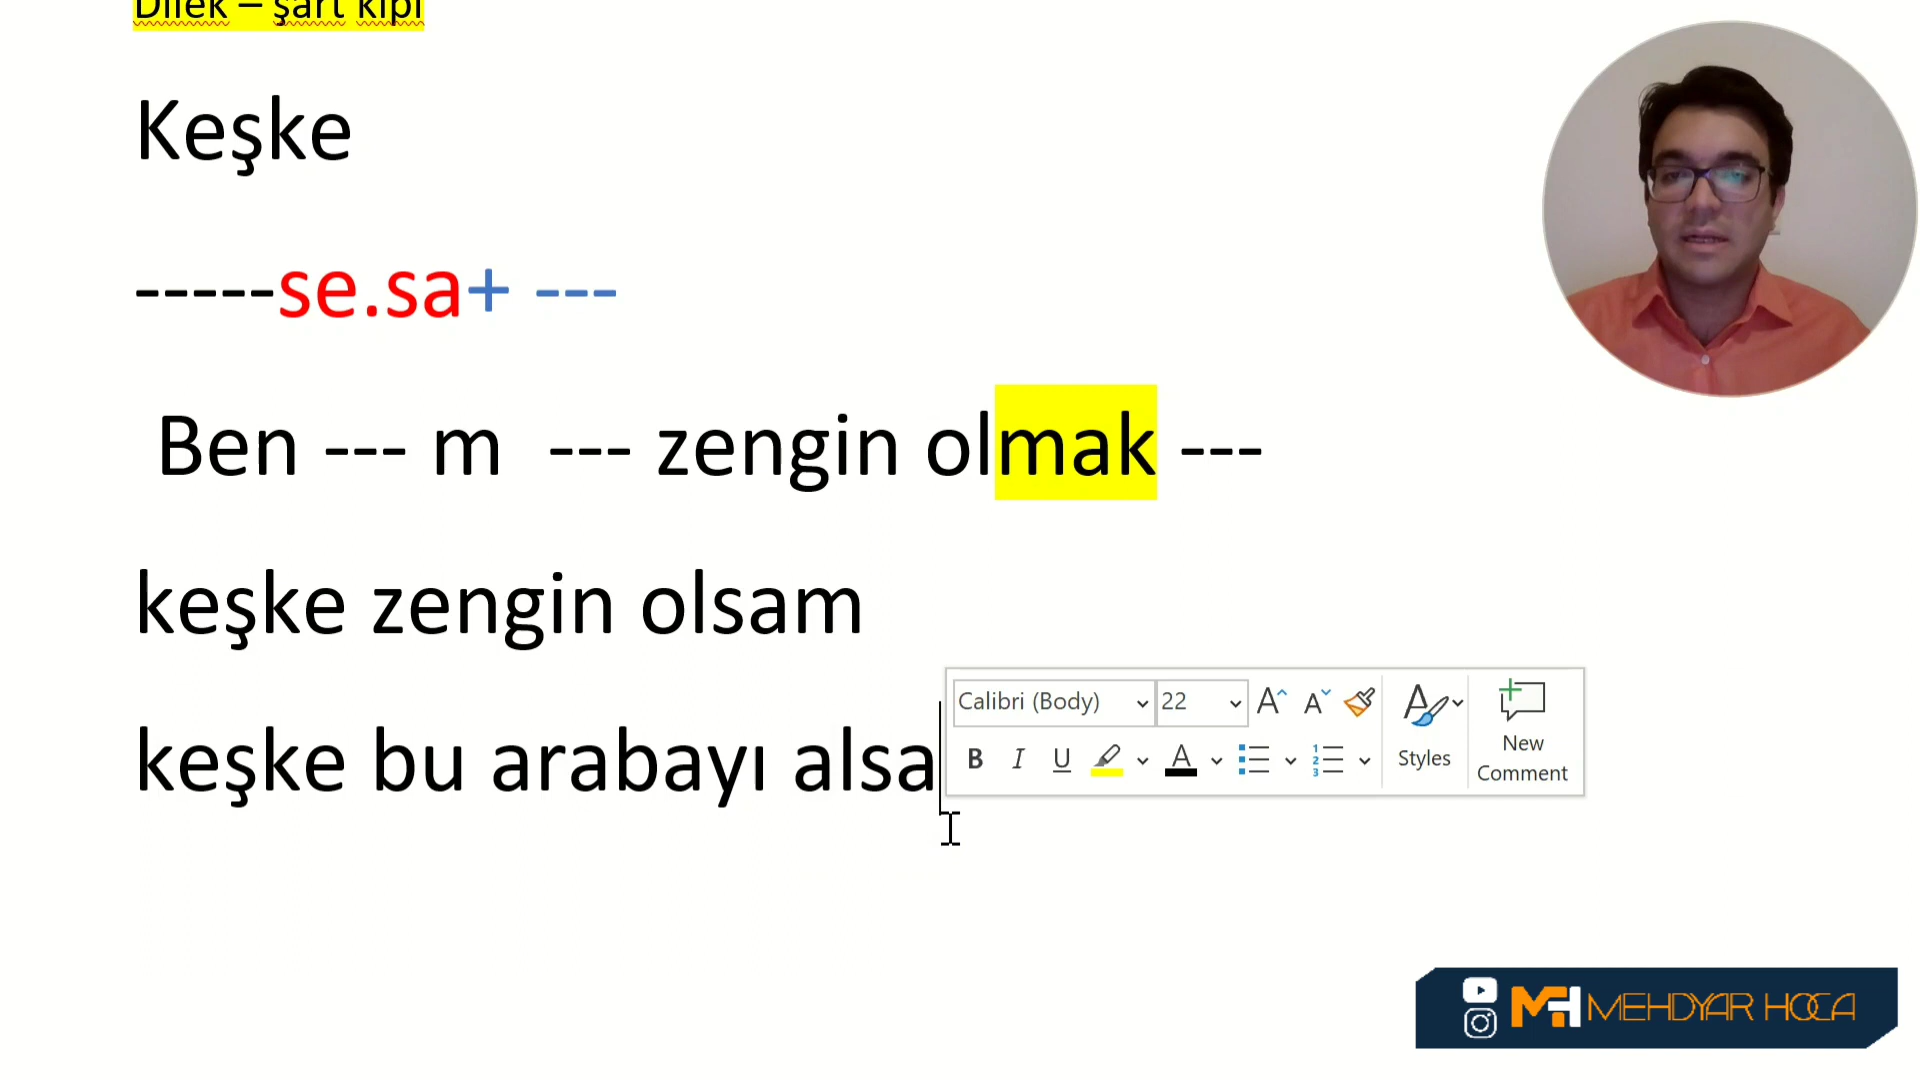 Dilek – şart kipi
Keşke
-----se.sa+ ---
Ben --- m  --- zengin olmak ---
keşke zengin olsam
keşke bu arabayı alsa
Calibri (Body) 22
B I U A Styles New Comment
MEHDYAR HOCA